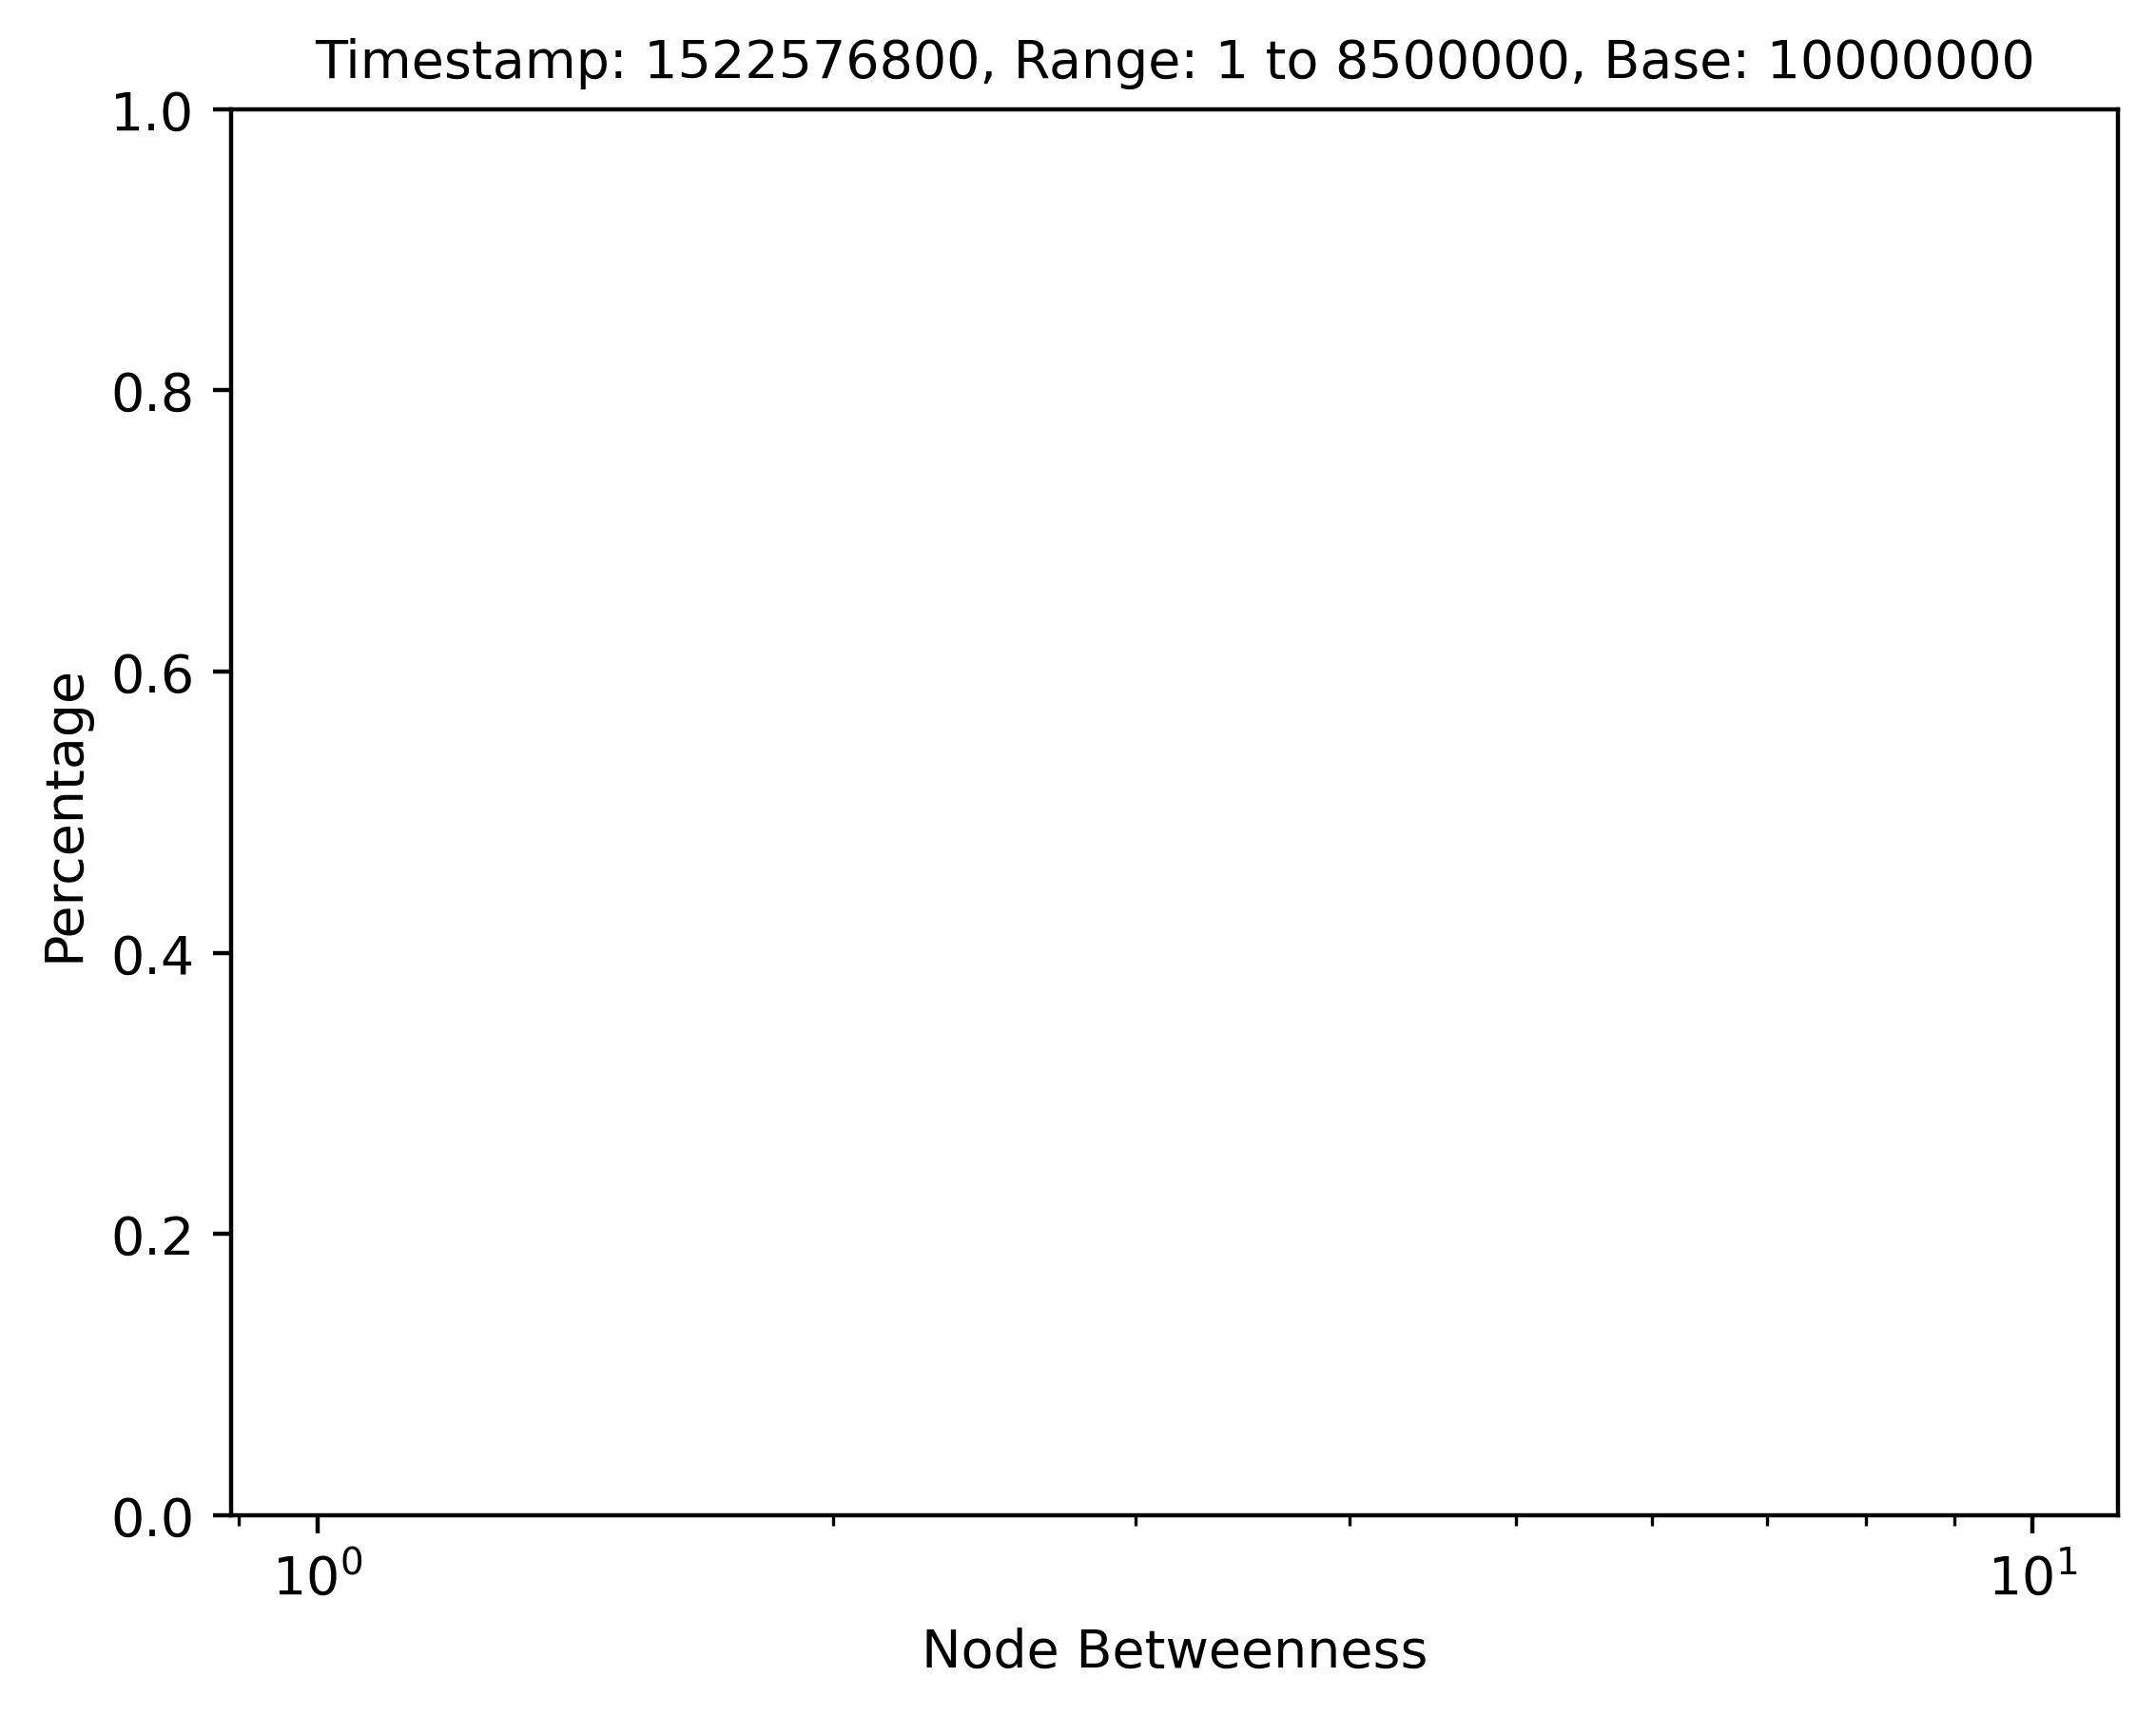 Timestamp: 1522576800, Range: 1 to 8500000, Base: 10000000
1.0
0.8
0.6
0.4
0.2
0.0
Percentage
10⁰ 10¹
Node Betweenness